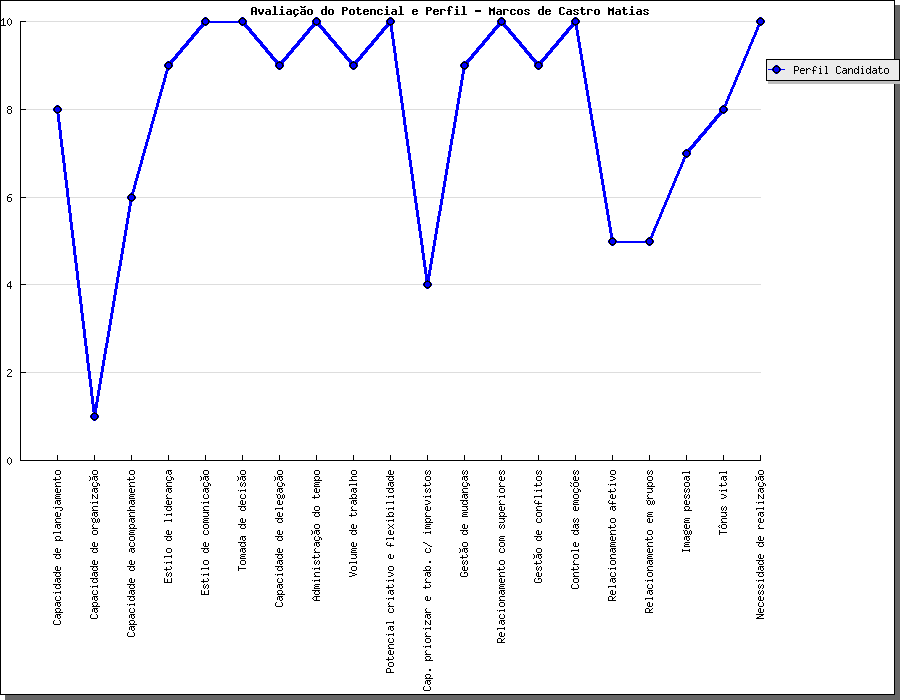 Avaliação do Potencial e Perfil - Marcos de Castro Matias
10
8
6
4
2
0
Perfil Candidato
Capacidade de planejamento
Capacidade de organização
Capacidade de acompanhamento
Estilo de liderança
Estilo de comunicação
Tomada de decisão
Capacidade de delegação
Administração do tempo
Volume de trabalho
Potencial criativo e flexibilidade
Cap. priorizar e trab. c/ imprevistos
Gestão de mudanças
Relacionamento com superiores
Gestão de conflitos
Controle das emoções
Relacionamento afetivo
Relacionamento em grupos
Imagem pessoal
Tônus vital
Necessidade de realização